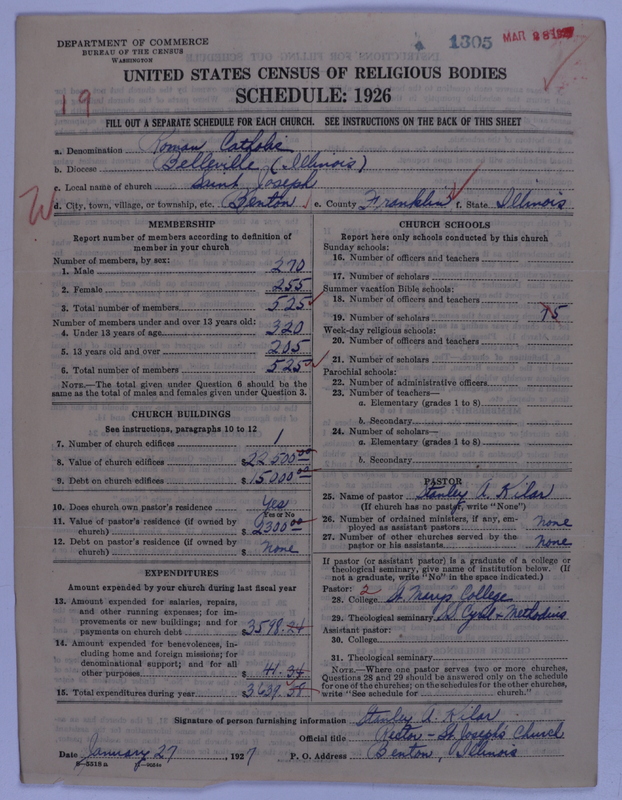 DEPARTMENT OF COMMERCE
BUREAU OF THE CENSUS
WASHINGTON
1305 MAR
UNITED STATES CENSUS OF RELIGIOUS BODIES
SCHEDULE: 1926
19
FILL OUT A SEPARATE SCHEDULE FOR EACH CHURCH. SEE INSTRUCTIONS ON THE BACK OF THIS SHEET
a. Denomination Roman Catholic
b. Diocese Belleville (Illinois)
c. Local name of church Saint Joseph
d. City, town, village, or township, etc. Benton e. County Franklin f. State Illinois
MEMBERSHIP
Report number of members according to definition of
member in your church
Number of members, by sex:
1. Male 270
2. Female 255
3. Total number of members 525
Number of members under and over 13 years old:
4. Under 13 years of age 320
5. 13 years old and over 205
6. Total number of members 525
NOTE.—The total given under Question 6 should be the
same as the total of males and females given under Question 3.
CHURCH BUILDINGS
See instructions, paragraphs 10 to 12
7. Number of church edifices 1
8. Value of church edifices $22500.00
9. Debt on church edifices $15000.00
10. Does church own pastor's residence Yes
Yes or No
11. Value of pastor's residence (if owned by
church) $2300.00
12. Debt on pastor's residence (if owned by
church) $ None
EXPENDITURES
Amount expended by your church during last fiscal year
13. Amount expended for salaries, repairs,
and other running expenses; for im-
provements or new buildings; and for
payments on church debt 3598.24
14. Amount expended for benevolences, in-
cluding home and foreign missions; for
denominational support; and for all
other purposes $ 41.34
15. Total expenditures during year $ 3639.58
CHURCH SCHOOLS
Report here only schools conducted by this church
Sunday schools:
16. Number of officers and teachers
17. Number of scholars
Summer vacation Bible schools:
18. Number of officers and teachers
19. Number of scholars 75
Week-day religious schools:
20. Number of officers and teachers
21. Number of scholars
Parochial schools:
22. Number of administrative officers
23. Number of teachers—
a. Elementary (grades 1 to 8)
b. Secondary
24. Number of scholars—
a. Elementary (grades 1 to 8)
b. Secondary
PASTOR
25. Name of pastor Stanley A. Kilar
(If church has no pastor, write "None")
26. Number of ordained ministers, if any, em-
ployed as assistant pastors none
27. Number of other churches served by the
pastor or his assistants none
If pastor (or assistant pastor) is a graduate of a college or
theological seminary, give name of institution below. (If
not a graduate, write "No" in the space indicated.)
Pastor: 2
28. College St. Marys College
29. Theological seminary SS. Cyril & Methodius
Assistant pastor:
30. College
31. Theological seminary
NOTE.—Where one pastor serves two or more churches,
Questions 28 and 29 should be answered only on the schedule
for one of the churches; on the schedules for the other churches,
write "See schedule for church."
Signature of person furnishing information Stanley A. Kilar
Official title Rector - St. Joseph's Church
Date January 27, 1927 P. O. Address Benton, Illinois
8-5518a